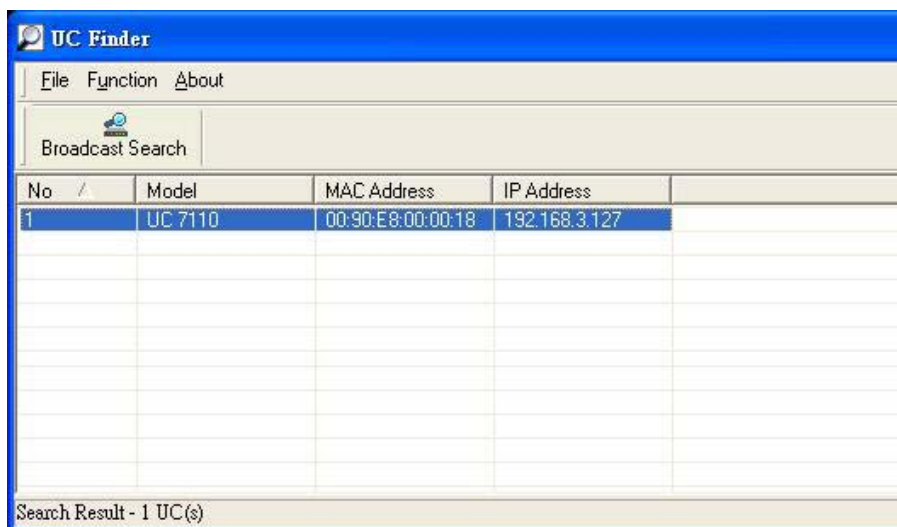 UC Finder
File Function About
Broadcast Search
No Model MAC Address IP Address
1 UC 7110 00:90:E8:00:00:18 192.168.3.127
Search Result - 1 UC(s)